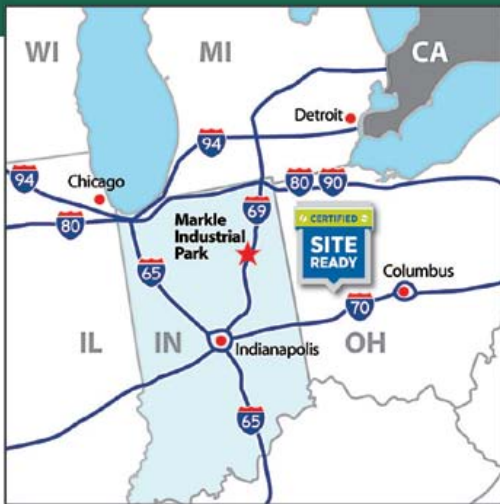 WI
MI
CA
Detroit
94
94
Chicago
80
90
80
69
Markle
Industrial
Park
CERTIFIED
SITE
READY
65
Columbus
70
IL
IN
Indianapolis
OH
65